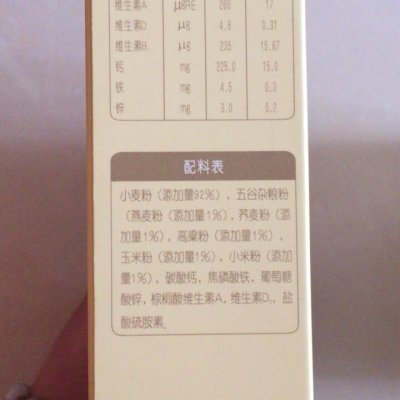 维生素A μgRE 260 17
维生素D μg 4.6 0.31
维生素B₁ μg 235 15.67
钙 mg 225.0 15.0
铁 mg 4.5 0.3
锌 mg 3.0 0.2
配料表
小麦粉（添加量92%），五谷杂粮粉
（燕麦粉（添加量1%），荞麦粉（添
加量1%），高粱粉（添加量1%），
玉米粉（添加量1%），小米粉（添加
量1%），碳酸钙，焦磷酸铁，葡萄糖
酸锌，棕榈酸维生素A，维生素D₃，盐
酸硫胺素。